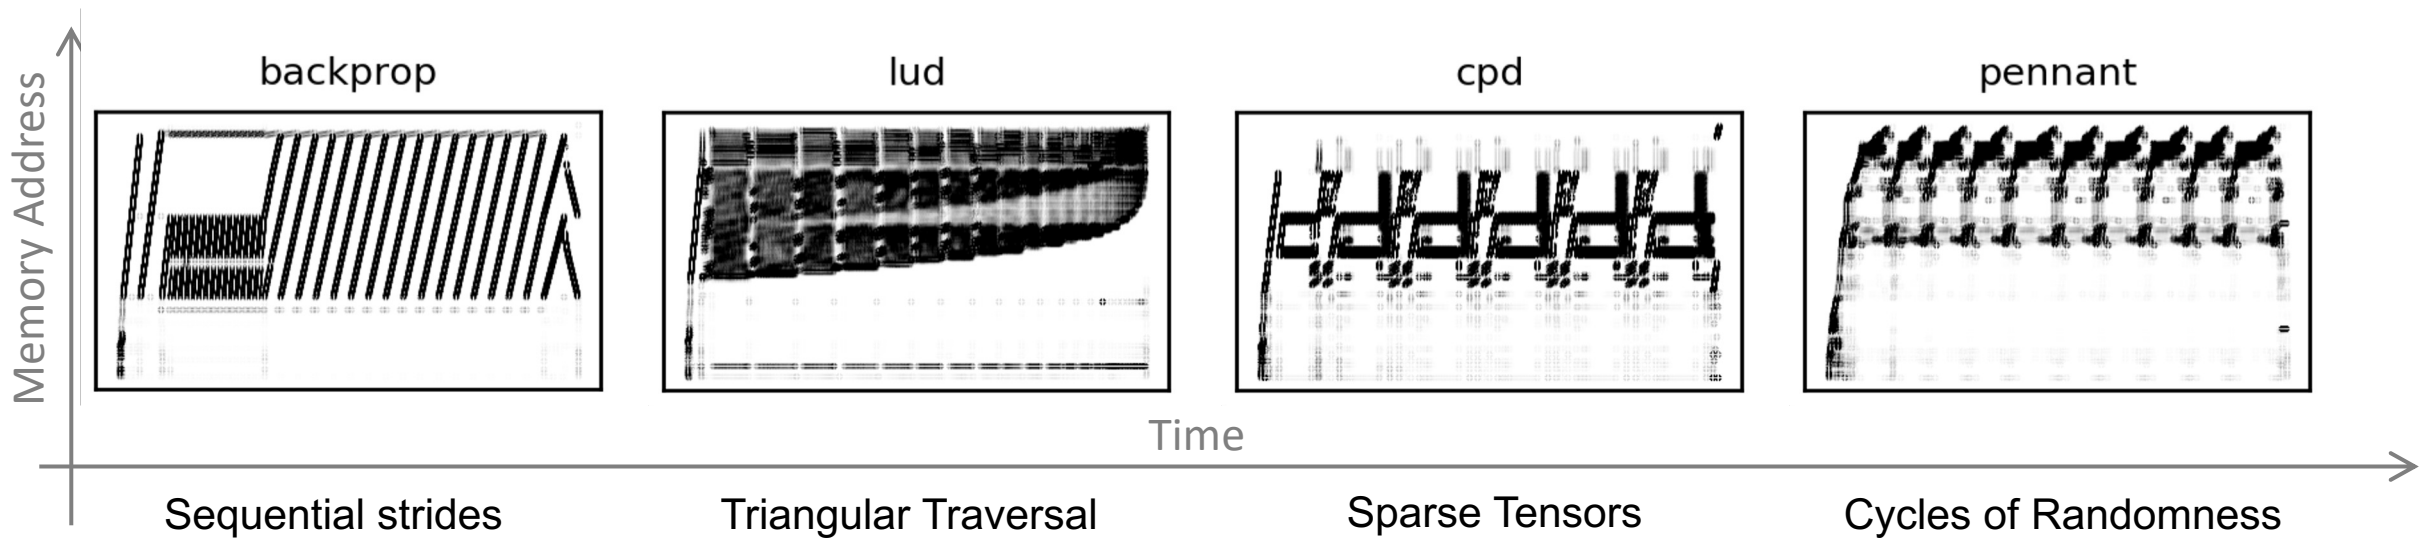 Memory Address
backprop
lud
cpd
pennant
Time
Sequential strides
Triangular Traversal
Sparse Tensors
Cycles of Randomness